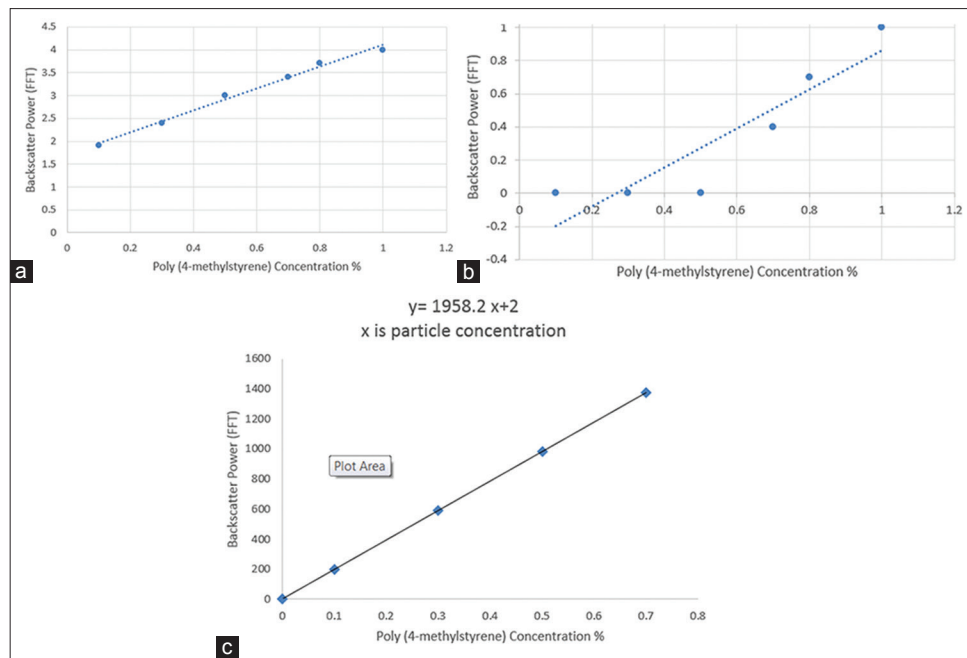 Backscatter Power (FFT)
4.5
4
3.5
3
2.5
2
1.5
1
0.5
0
0 0.2 0.4 0.6 0.8 1 1.2
Poly (4-methylstyrene) Concentration %
a
Backscatter Power (FFT)
1
0.8
0.6
0.4
0.2
0
-0.2
-0.4
0 0.2 0.4 0.6 0.8 1 1.2
Poly (4-methylstyrene) Concentration %
b
y= 1958.2 x+2
x is particle concentration
Backscatter Power (FFT)
1600
1400
1200
1000
800
600
400
200
0
Plot Area
0 0.1 0.2 0.3 0.4 0.5 0.6 0.7 0.8
Poly (4-methylstyrene) Concentration %
c